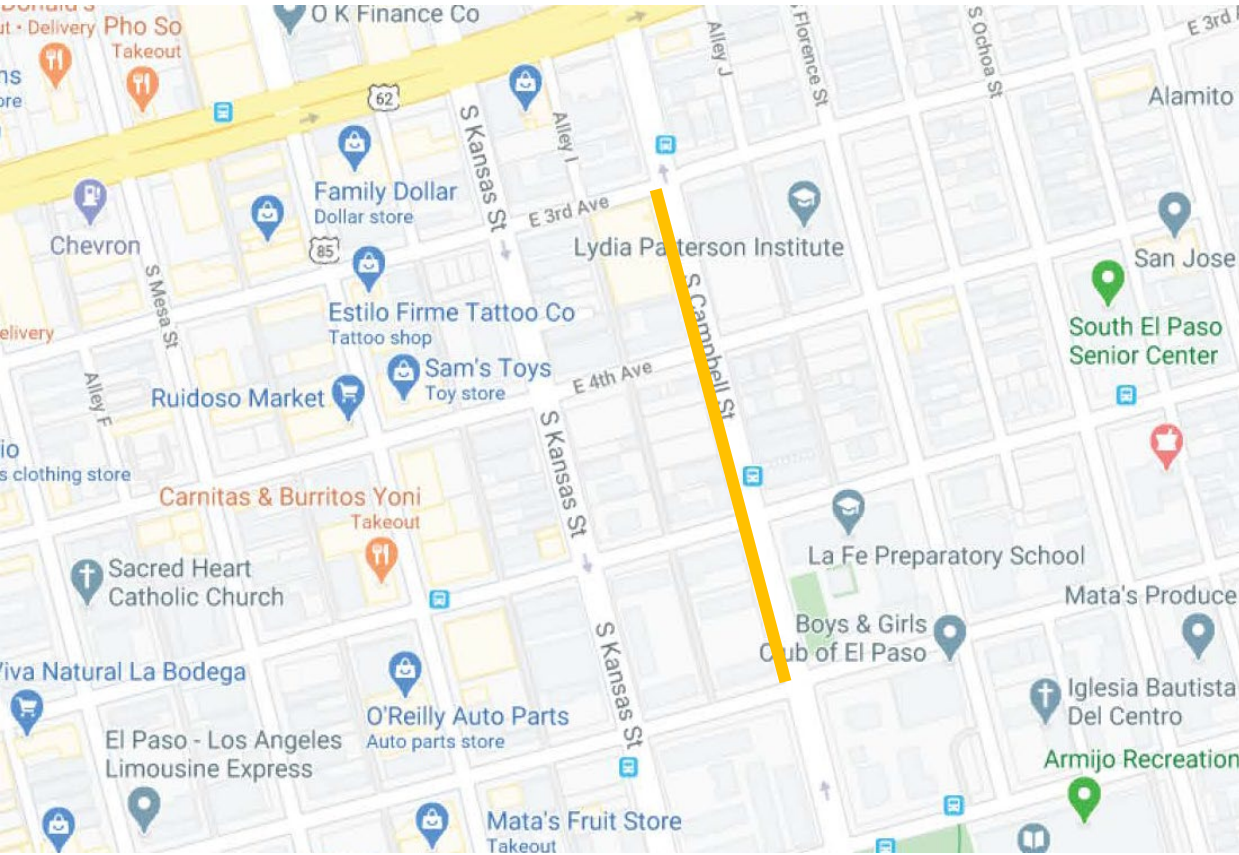 O K Finance Co
Delivery
Pho So
Takeout
62
Alley J
Florence St
S Ochoa St
E 3rd
Alamito
S Kansas St
Alley I
Family Dollar
Dollar store
E 3rd Ave
Lydia Patterson Institute
Chevron
85
San Jose
S Mesa St
Estilo Firme Tattoo Co
Tattoo shop
S Campbell St
South El Paso
Senior Center
elivery
Sam's Toys
Toy store
E 4th Ave
Ruidoso Market
Alley F
io
s clothing store
S Kansas St
Carnitas & Burritos Yoni
Takeout
La Fe Preparatory School
Sacred Heart
Catholic Church
Mata's Produce
Boys & Girls
Club of El Paso
S Kansas St
Viva Natural La Bodega
Iglesia Bautista
Del Centro
O'Reilly Auto Parts
Auto parts store
El Paso - Los Angeles
Limousine Express
Armijo Recreation
Mata's Fruit Store
Takeout